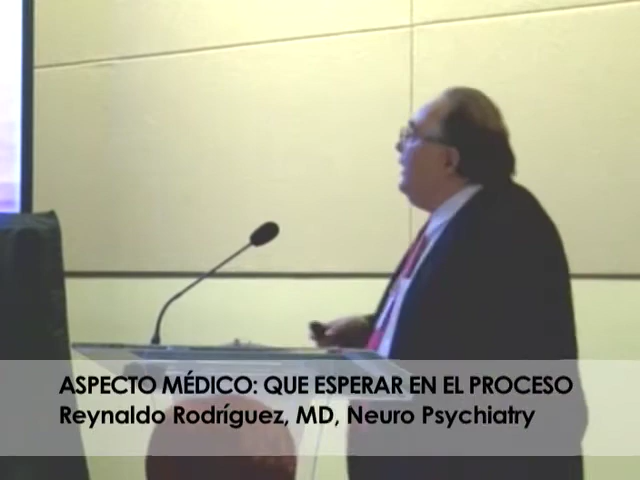 ASPECTO MÉDICO: QUE ESPERAR EN EL PROCESO
Reynaldo Rodríguez, MD, Neuro Psychiatry